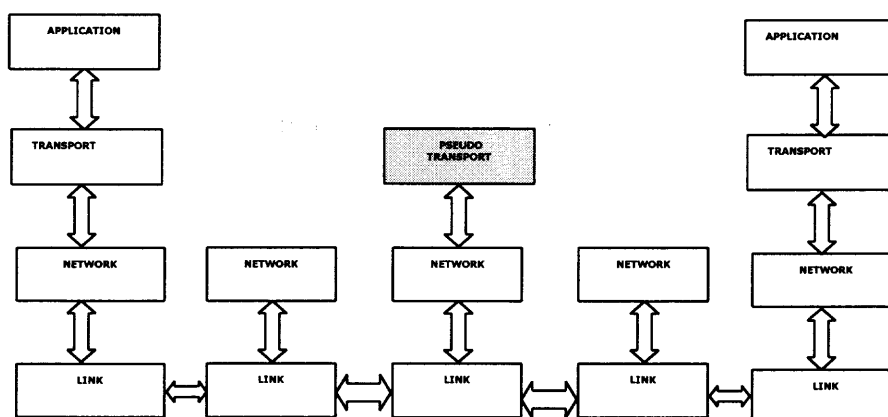 APPLICATION
APPLICATION
TRANSPORT
PSEUDO
TRANSPORT
TRANSPORT
NETWORK
NETWORK
NETWORK
NETWORK
NETWORK
LINK
LINK
LINK
LINK
LINK